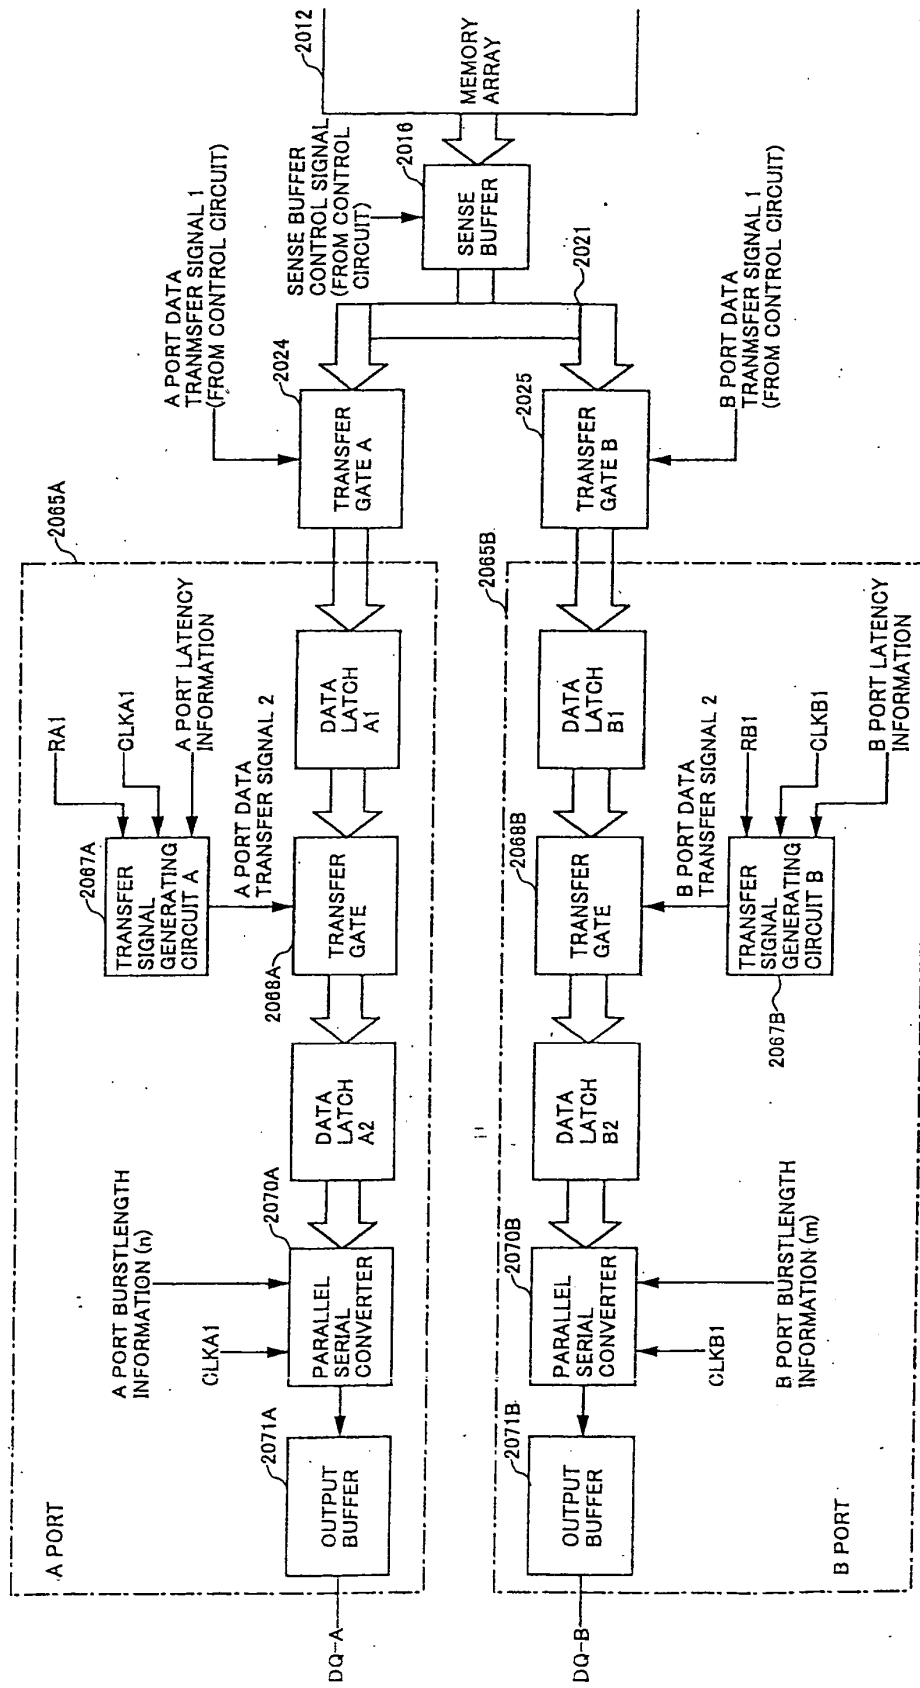 A PORT
DQ-A
OUTPUT
BUFFER
2071A
CLKA1
A PORT BURSTLENGTH
INFORMATION (n)
PARALLEL
SERIAL
CONVERTER
2070A
DATA
LATCH
A2
2067A
TRANSFER
SIGNAL
GENERATING
CIRCUIT A
RA1
CLKA1
A PORT LATENCY
INFORMATION
A PORT DATA
TRANSFER SIGNAL 2
TRANSFER
GATE
2068A
DATA
LATCH
A1
2065A
A PORT DATA
TRANMSFER SIGNAL 1
(FROM CONTROL CIRCUIT)
TRANSFER
GATE A
2024
SENSE BUFFER
CONTROL SIGNAL
(FROM CONTROL
CIRCUIT)
SENSE
BUFFER
2016
MEMORY
ARRAY
2012
2021
B PORT
DQ-B
OUTPUT
BUFFER
2071B
PARALLEL
SERIAL
CONVERTER
2070B
CLKB1
B PORT BURSTLENGTH
INFORMATION (m)
DATA
LATCH
B2
TRANSFER
GATE
2068B
B PORT DATA
TRANSFER SIGNAL 2
TRANSFER
SIGNAL
GENERATING
CIRCUIT B
2067B
RB1
CLKB1
B PORT LATENCY
INFORMATION
DATA
LATCH
B1
2065B
TRANSFER
GATE B
2025
B PORT DATA
TRANMSFER SIGNAL 1
(FROM CONTROL CIRCUIT)